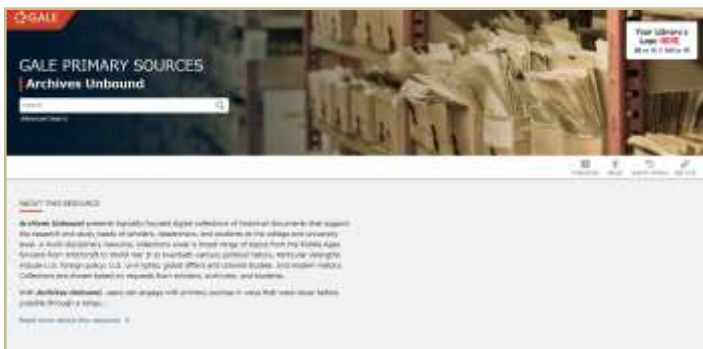 GALE
Your Library's
Logo HERE
GALE PRIMARY SOURCES
Archives Unbound
Search
Advanced Search
ABOUT THIS RESOURCE
Archives Unbound presents topically-focused digital collections of historical documents that support
the research and study needs of scholars, researchers, and students at the college and university
level. A multi-disciplinary resource, collections cover a broad range of topics from the Middle Ages
forward from Witchcraft to World War II to twentieth century political history. Particular strengths
include U.S. foreign policy; U.S. civil rights; global affairs and colonial studies; and modern history.
Collections are chosen based on requests from scholars, archivists, and students.
With Archives Unbound, users can engage with primary sources in ways that were never before
possible through a range...
Read more about this resource